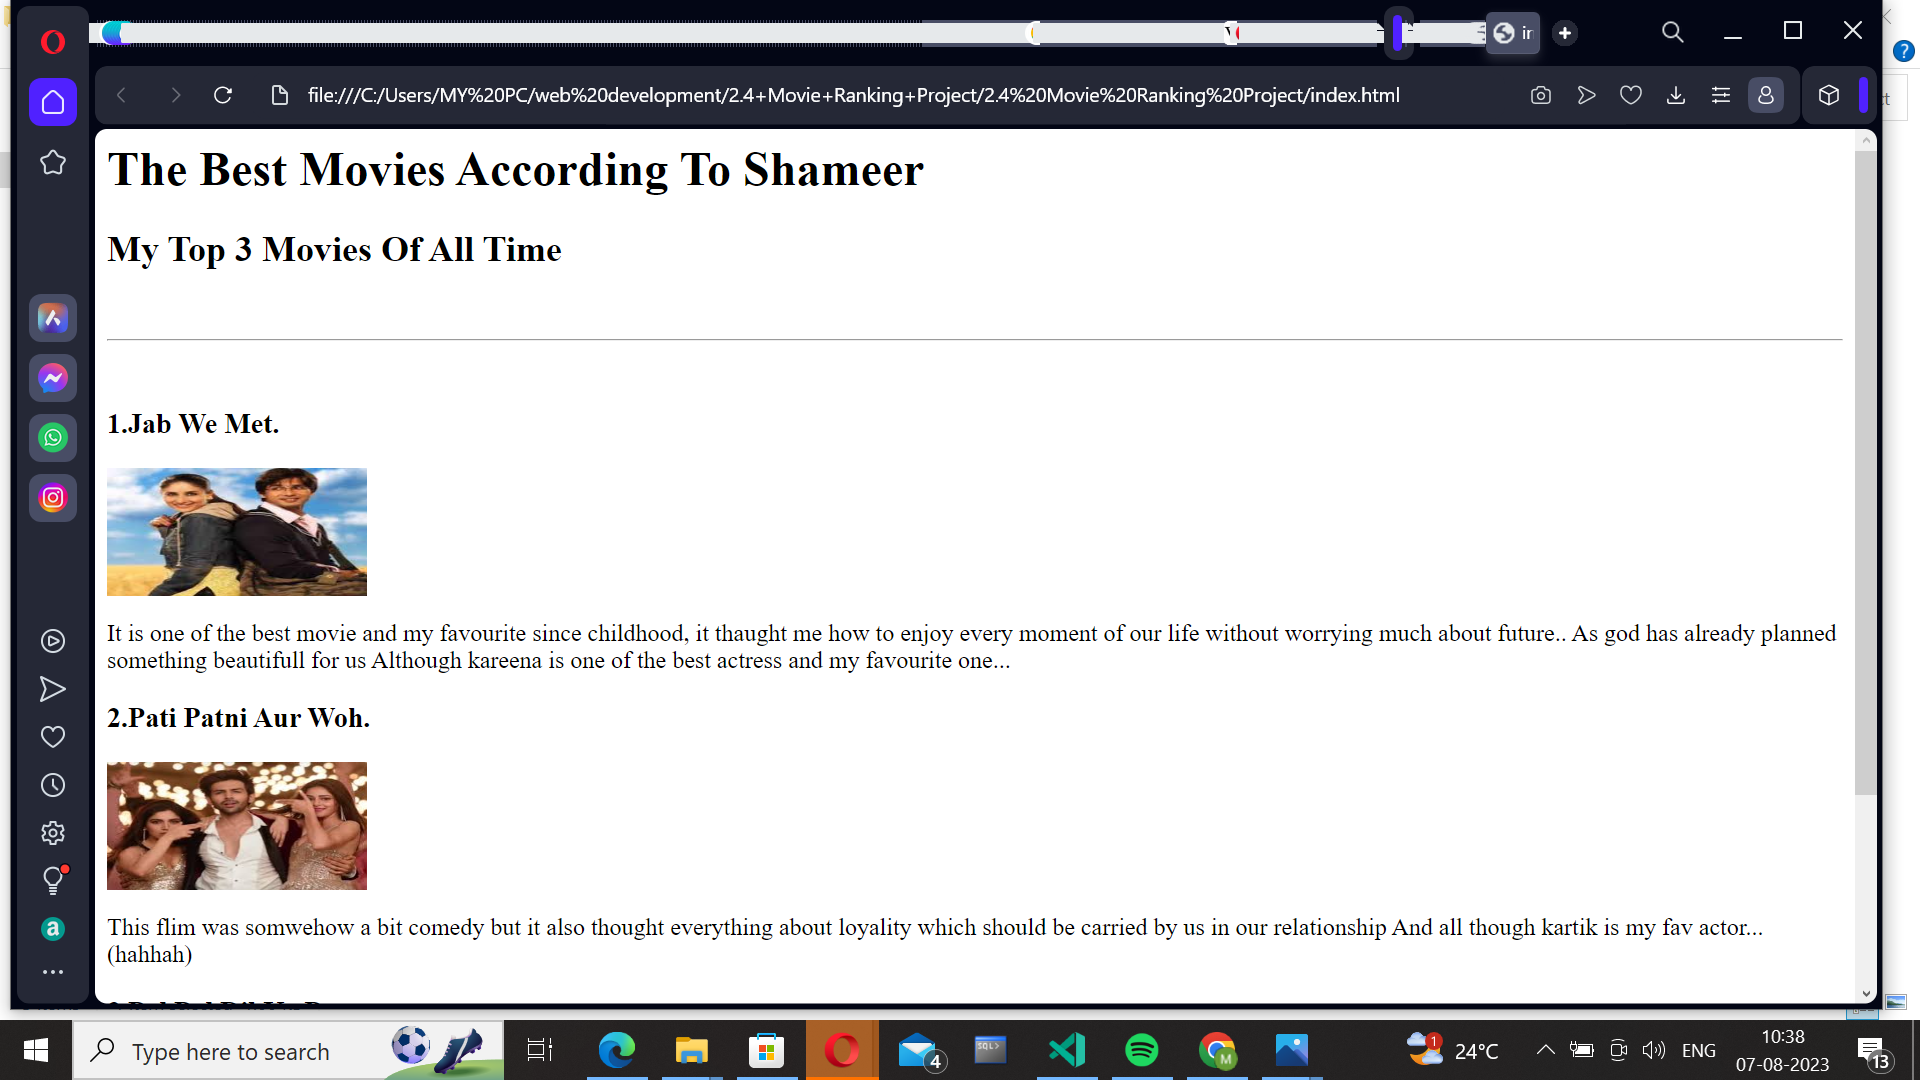 in
file:///C:/Users/MY%20PC/web%20development/2.4+Movie+Ranking+Project/2.4%20Movie%20Ranking%20Project/index.html
The Best Movies According To Shameer
My Top 3 Movies Of All Time
1.Jab We Met.
It is one of the best movie and my favourite since childhood, it thaught me how to enjoy every moment of our life without worrying much about future.. As god has already planned
something beautifull for us Although kareena is one of the best actress and my favourite one...
2.Pati Patni Aur Woh.
This flim was somwehow a bit comedy but it also thought everything about loyality which should be carried by us in our relationship And all though kartik is my fav actor...
(hahhah)
Type here to search
SQL>
4
M
1
24°C
ENG
10:38
07-08-2023
13